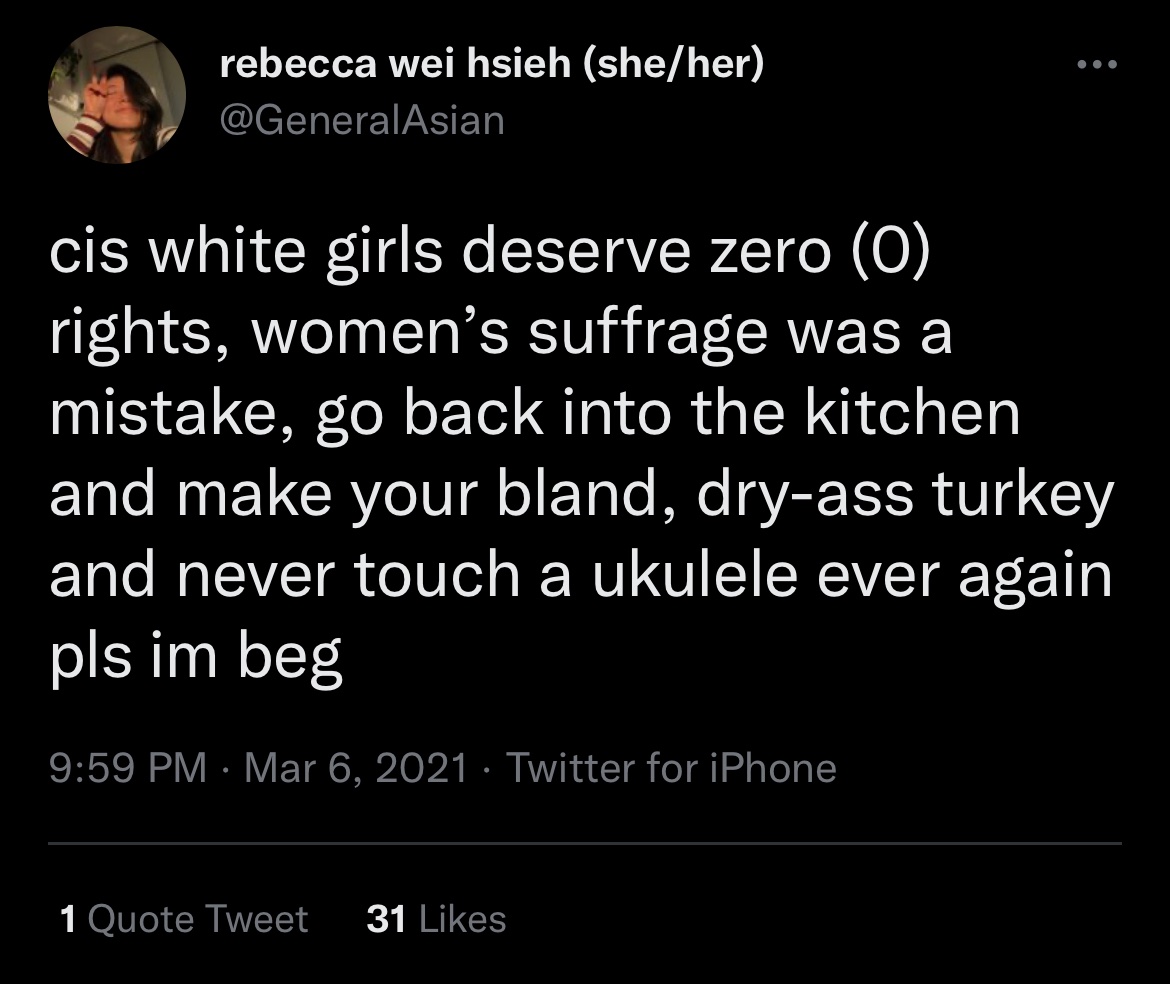 rebecca wei hsieh (she/her)
@GeneralAsian
cis white girls deserve zero (0)
rights, women’s suffrage was a
mistake, go back into the kitchen
and make your bland, dry-ass turkey
and never touch a ukulele ever again
pls im beg
9:59 PM · Mar 6, 2021 · Twitter for iPhone
1 Quote Tweet 31 Likes